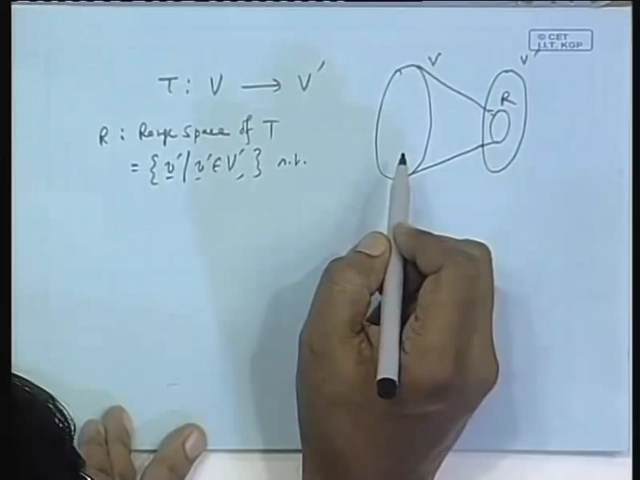 © CET
I.I.T. KGP
T : V ⟶ V'
V
V'
R
R : Range space of T
= { v' / v' ∈ V', } n.t.